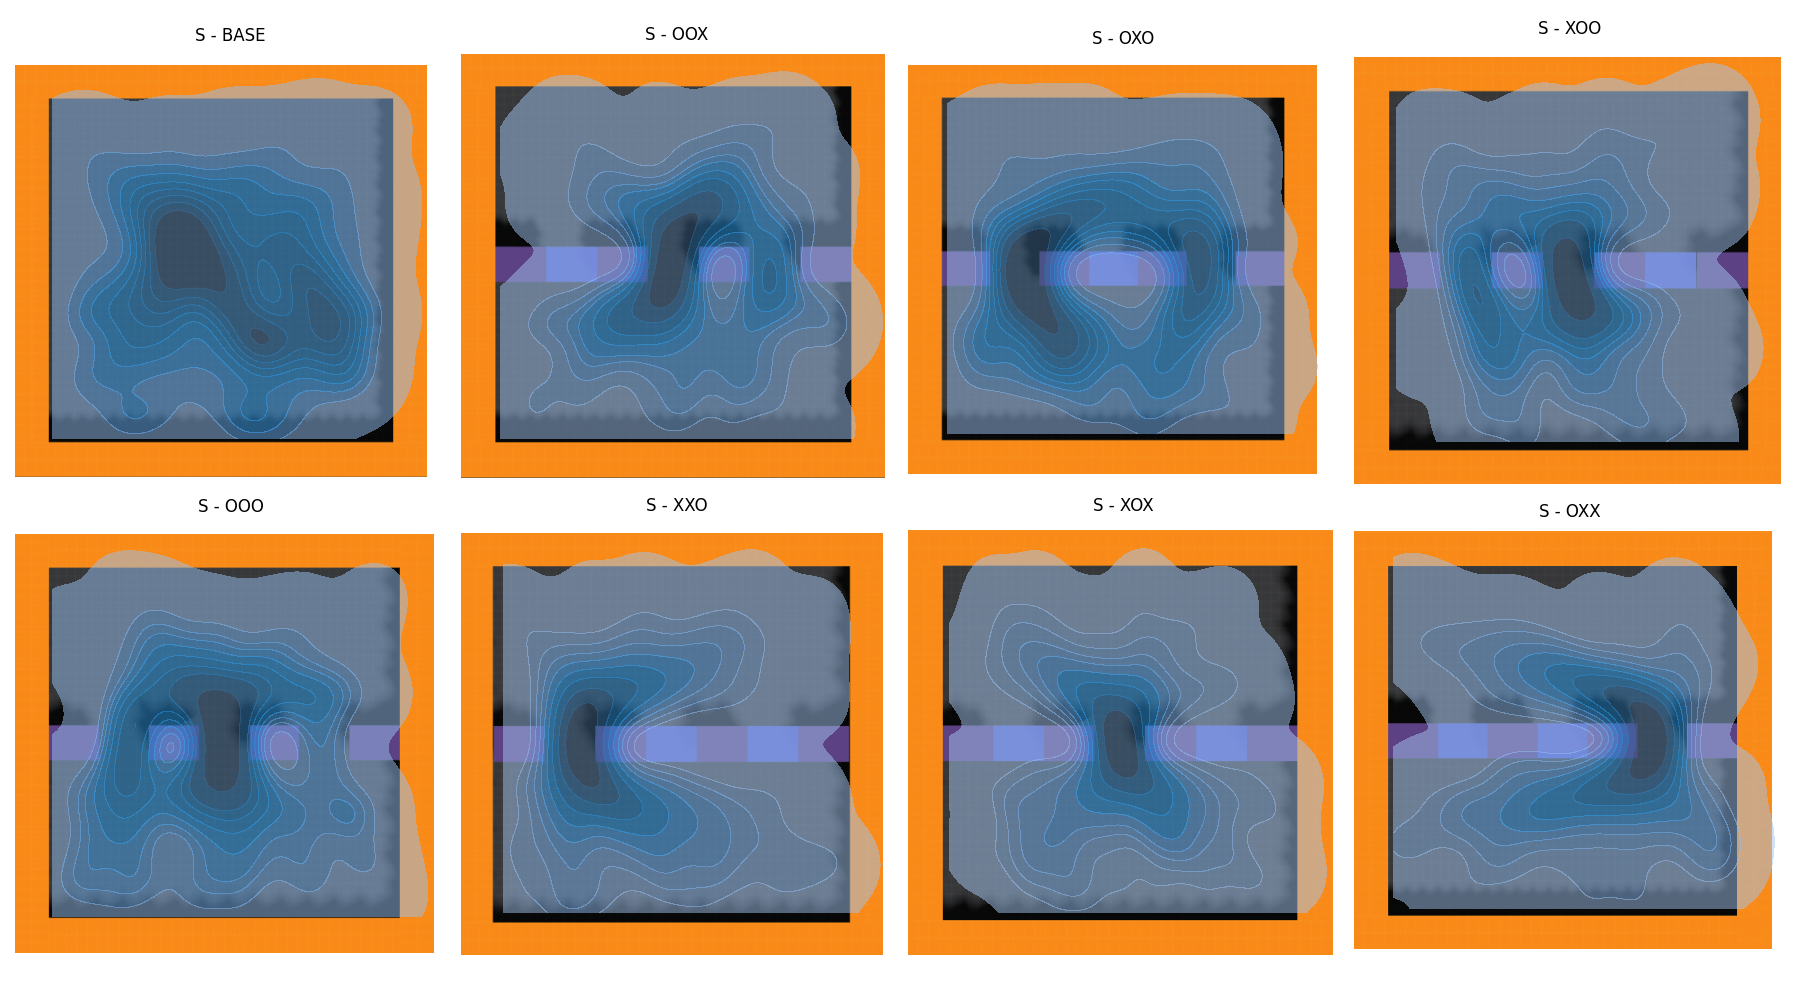 S - BASE
S - OOX
S - OXO
S - XOO
S - OOO
S - XXO
S - XOX
S - OXX